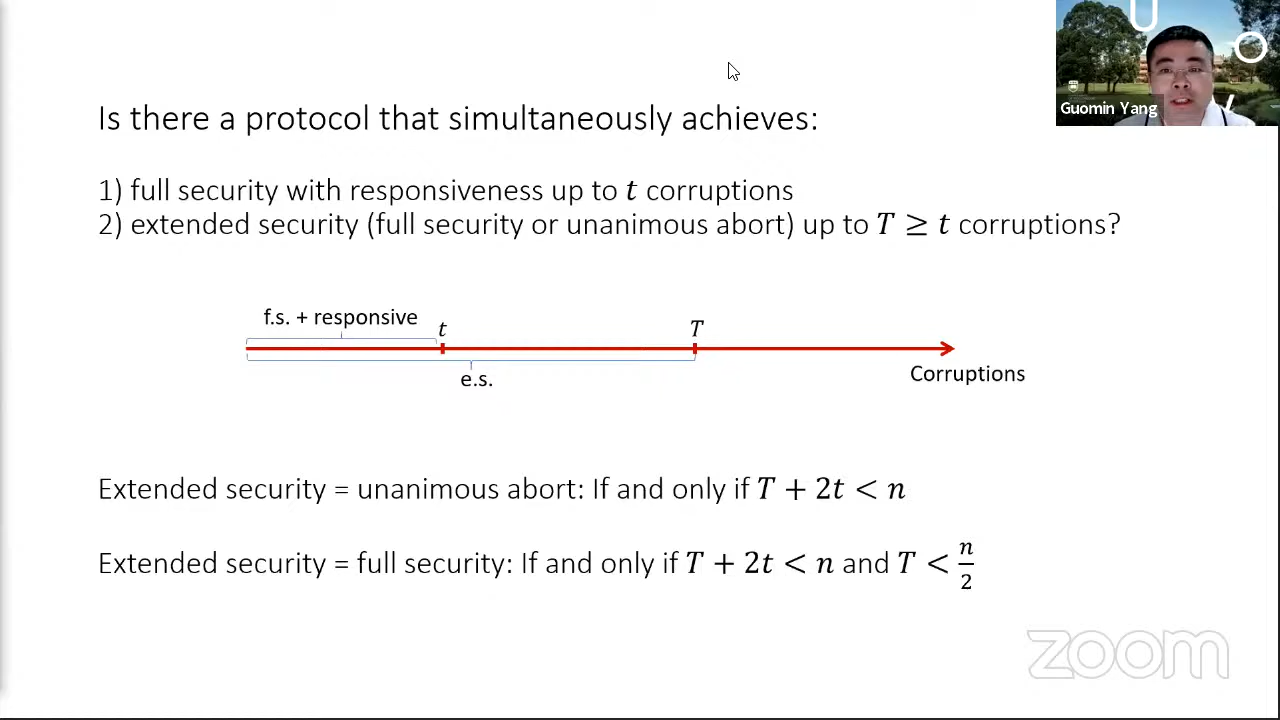 Is there a protocol that simultaneously achieves:
1) full security with responsiveness up to t corruptions
2) extended security (full security or unanimous abort) up to T ≥ t corruptions?
f.s. + responsive
t
T
e.s.
Corruptions
Extended security = unanimous abort: If and only if T + 2t < n
Extended security = full security: If and only if T + 2t < n and T < n/2
Guomin Yang
zoom